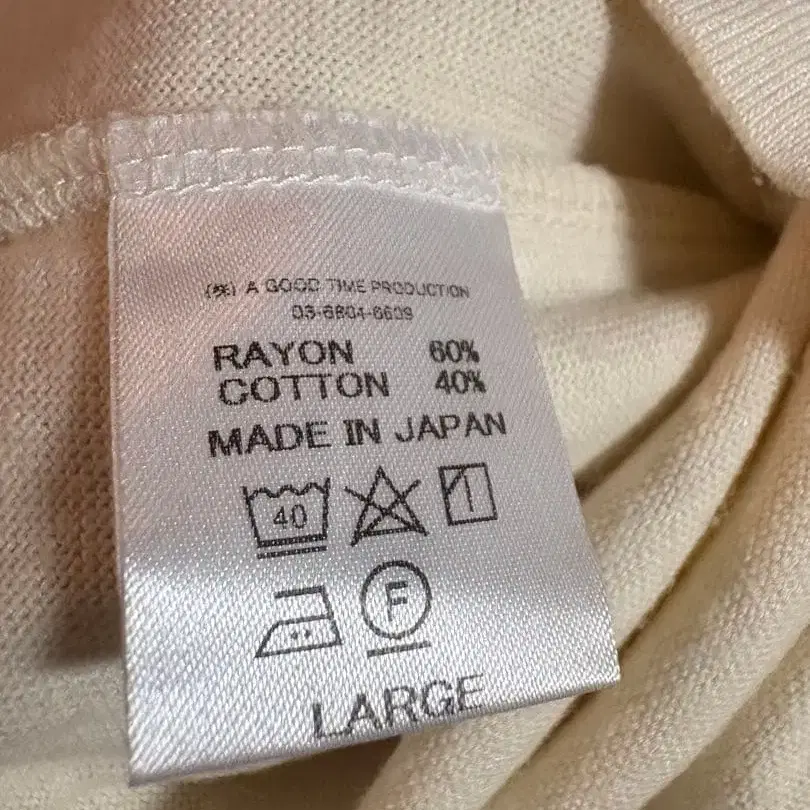 (株) A GOOD TIME PRODUCTION
03-6804-6609
RAYON 60%
COTTON 40%
MADE IN JAPAN
40
F
LARGE